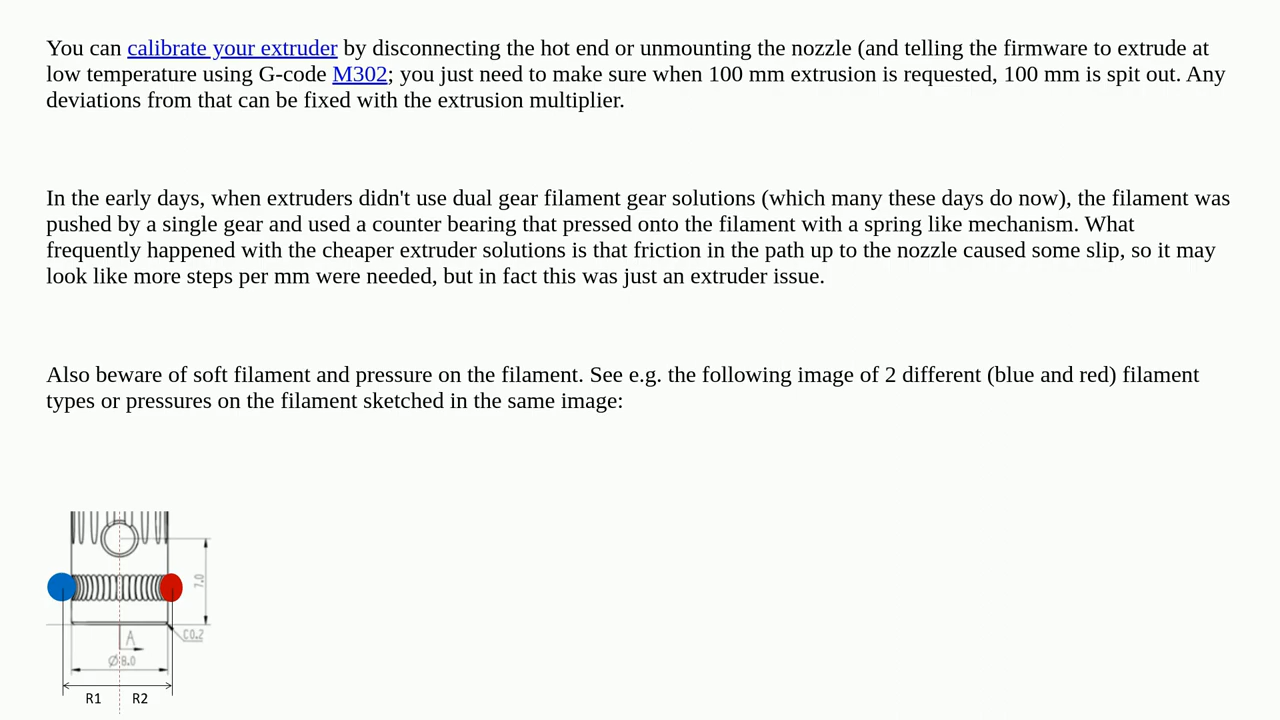 You can calibrate your extruder by disconnecting the hot end or unmounting the nozzle (and telling the firmware to extrude at
low temperature using G-code M302; you just need to make sure when 100 mm extrusion is requested, 100 mm is spit out. Any
deviations from that can be fixed with the extrusion multiplier.
In the early days, when extruders didn't use dual gear filament gear solutions (which many these days do now), the filament was
pushed by a single gear and used a counter bearing that pressed onto the filament with a spring like mechanism. What
frequently happened with the cheaper extruder solutions is that friction in the path up to the nozzle caused some slip, so it may
look like more steps per mm were needed, but in fact this was just an extruder issue.
Also beware of soft filament and pressure on the filament. See e.g. the following image of 2 different (blue and red) filament
types or pressures on the filament sketched in the same image:
7.0
C0.2
A
Ø8.0
R1 R2